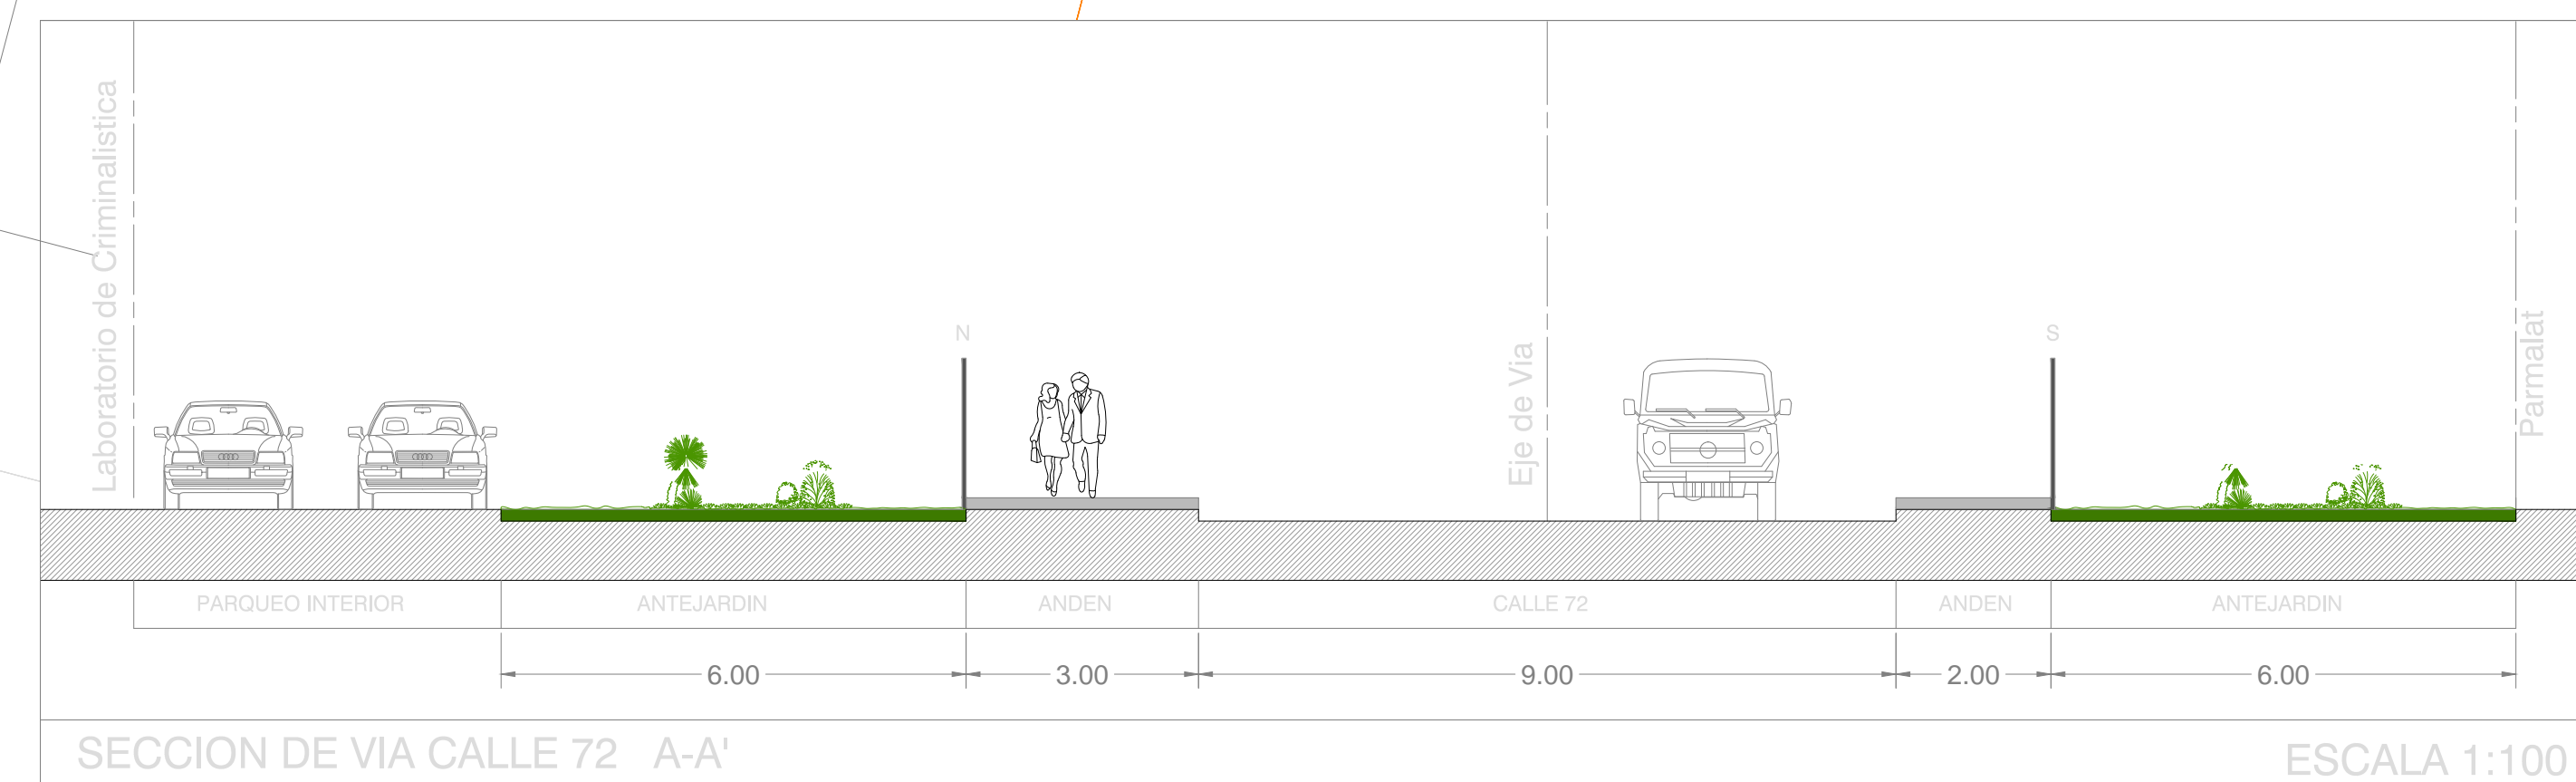 Laboratorio de Criminalistica
N
Eje de Via
S
Parmalat
PARQUEO INTERIOR
ANTEJARDIN
ANDEN
CALLE 72
ANDEN
ANTEJARDIN
6.00
3.00
9.00
2.00
6.00
SECCION DE VIA CALLE 72 A-A'
ESCALA 1:100